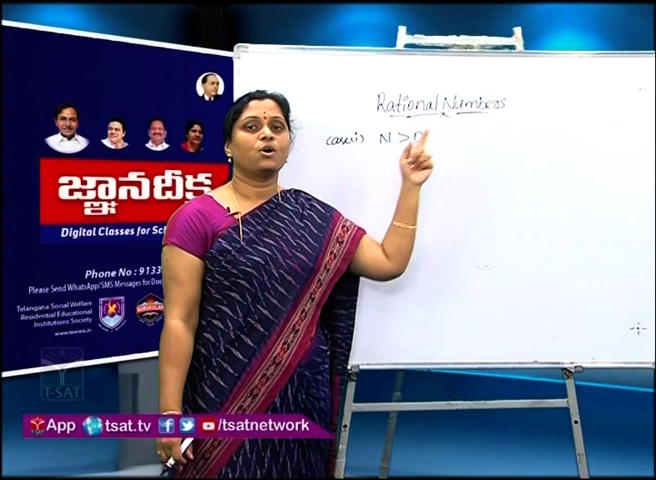 Rational Numbers
case i) N > D
జ్ఞానదీక్ష
Digital Classes for Sch
Phone No : 9133
Please Send WhatsApp/SMS Messages for Dou
Telangana Social Welfare
Residential Educational
Institutions Society
T-SAT
App tsat.tv /tsatnetwork